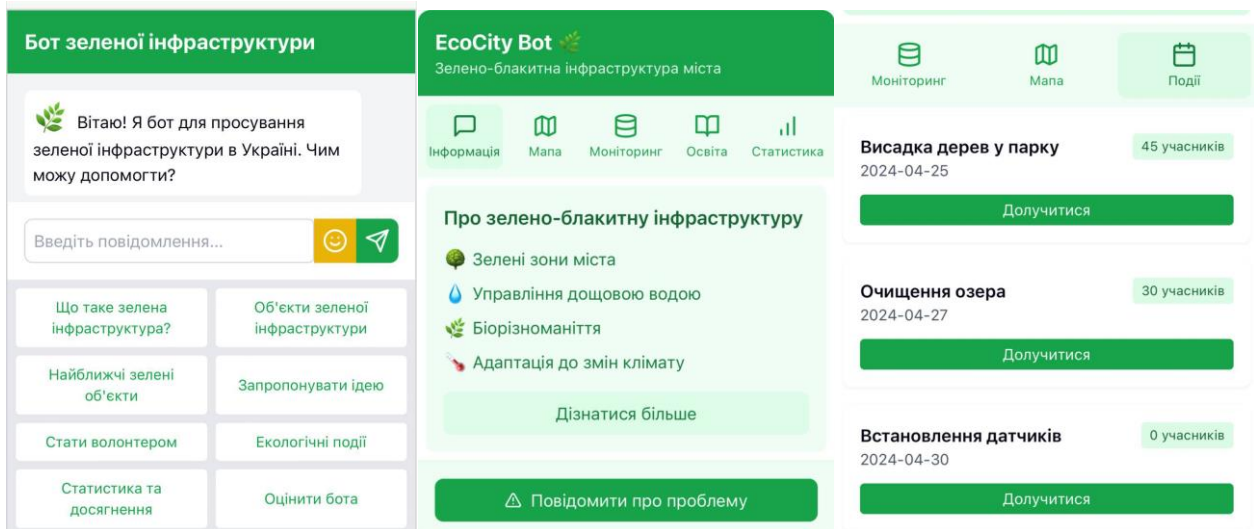 Бот зеленої інфраструктури
Вітаю! Я бот для просування
зеленої інфраструктури в Україні. Чим
можу допомогти?
Введіть повідомлення...
Що таке зелена
інфраструктура?
Об'єкти зеленої
інфраструктури
Найближчі зелені
об'єкти
Запропонувати ідею
Стати волонтером
Екологічні події
Статистика та
досягнення
Оцінити бота
EcoCity Bot
Зелено-блакитна інфраструктура міста
Інформація
Мапа
Моніторинг
Освіта
Статистика
Про зелено-блакитну інфраструктуру
Зелені зони міста
Управління дощовою водою
Біорізноманіття
Адаптація до змін клімату
Дізнатися більше
Повідомити про проблему
Моніторинг
Мапа
Події
Висадка дерев у парку
45 учасників
2024-04-25
Долучитися
Очищення озера
30 учасників
2024-04-27
Долучитися
Встановлення датчиків
0 учасників
2024-04-30
Долучитися